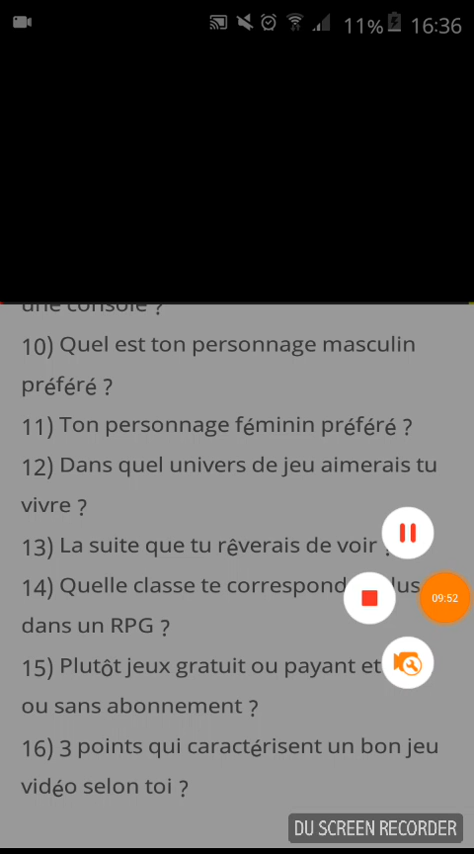 11% 16:36
une console ?
10) Quel est ton personnage masculin
préféré ?
11) Ton personnage féminin préféré ?
12) Dans quel univers de jeu aimerais tu
vivre ?
13) La suite que tu rêverais de voir ?
14) Quelle classe te correspond
dans un RPG ?
09:52
15) Plutôt jeux gratuit ou payant et
ou sans abonnement ?
16) 3 points qui caractérisent un bon jeu
vidéo selon toi ?
DU SCREEN RECORDER